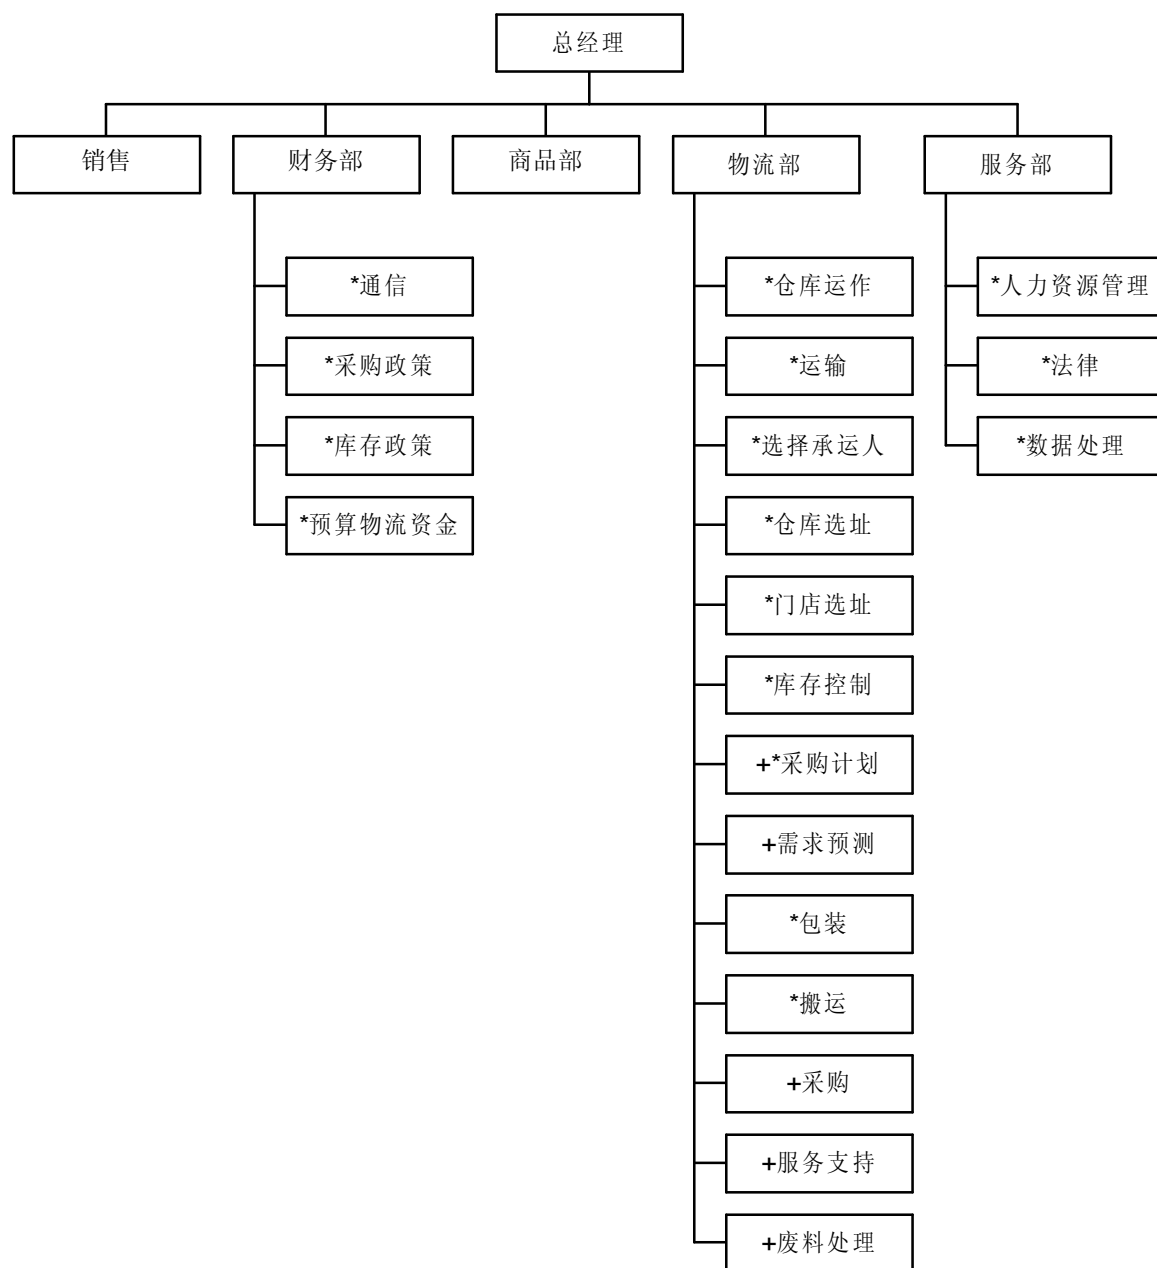 总经理
销售
财务部
商品部
物流部
服务部
*通信
*采购政策
*库存政策
*预算物流资金
*仓库运作
*运输
*选择承运人
*仓库选址
*门店选址
*库存控制
+*采购计划
+需求预测
*包装
*搬运
+采购
+服务支持
+废料处理
*人力资源管理
*法律
*数据处理